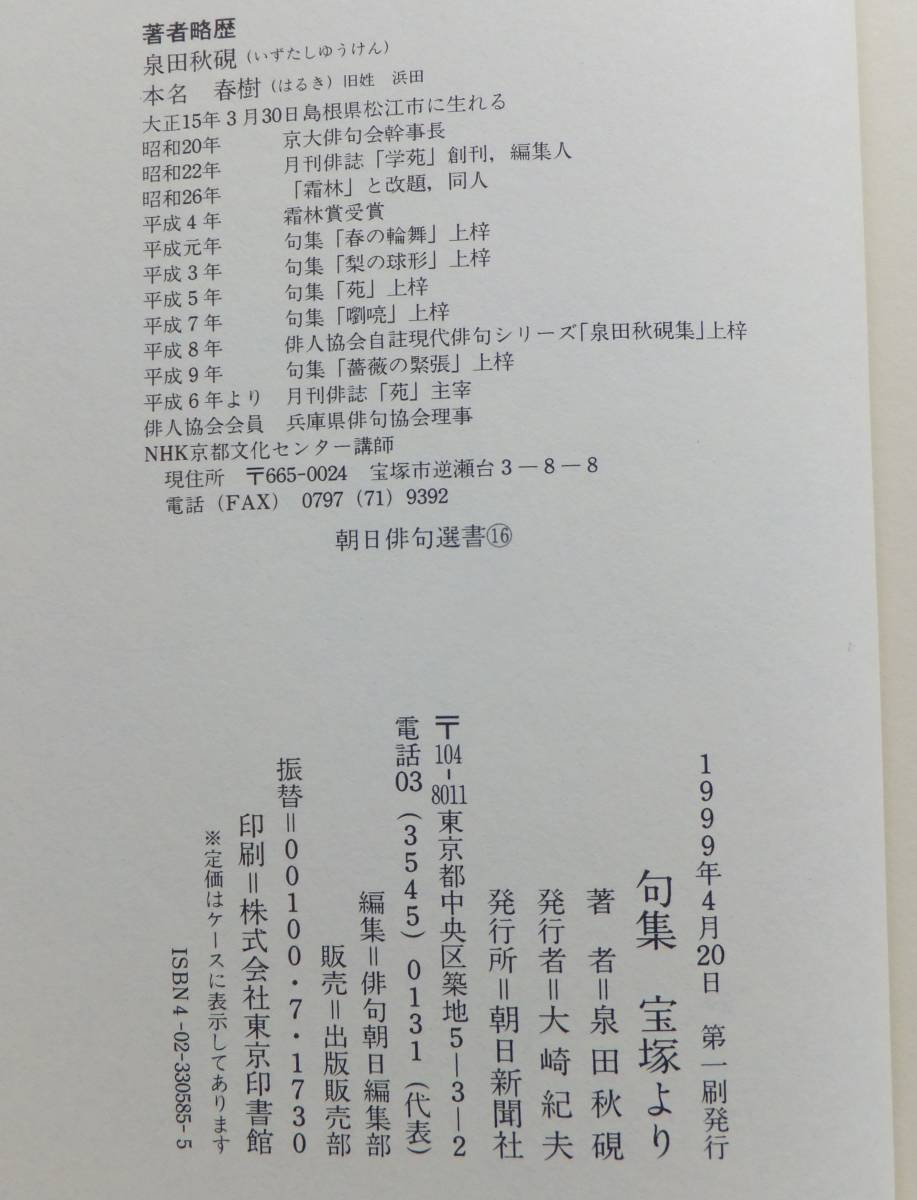 著者略歴
泉田秋硯（いずたしゆうけん）
本名　春樹（はるき）旧姓　浜田
大正15年3月30日島根県松江市に生れる
昭和20年　京大俳句会幹事長
昭和22年　月刊俳誌「学苑」創刊，編集人
昭和26年　「霜林」と改題，同人
平成4年　霜林賞受賞
平成元年　句集「春の輪舞」上梓
平成3年　句集「梨の球形」上梓
平成5年　句集「苑」上梓
平成7年　句集「嚠喨」上梓
平成8年　俳人協会自註現代俳句シリーズ「泉田秋硯集」上梓
平成9年　句集「薔薇の緊張」上梓
平成6年より　月刊俳誌「苑」主宰
俳人協会会員　兵庫県俳句協会理事
NHK京都文化センター講師
現住所　〒665-0024　宝塚市逆瀬台3－8－8
電話（FAX）0797（71）9392
朝日俳句選書⑯
1999年4月20日　第一刷発行
句集　宝塚より
著　者＝泉田秋硯
発行者＝大崎紀夫
発行所＝朝日新聞社
〒104-8011東京都中央区築地5－3－2
電話03（3545）0131（代表）
編集＝俳句朝日編集部
販売＝出版販売部
振替＝00100・7・1730
印刷＝株式会社東京印書館
※定価はケースに表示してあります
ISBN4-02-330585-5